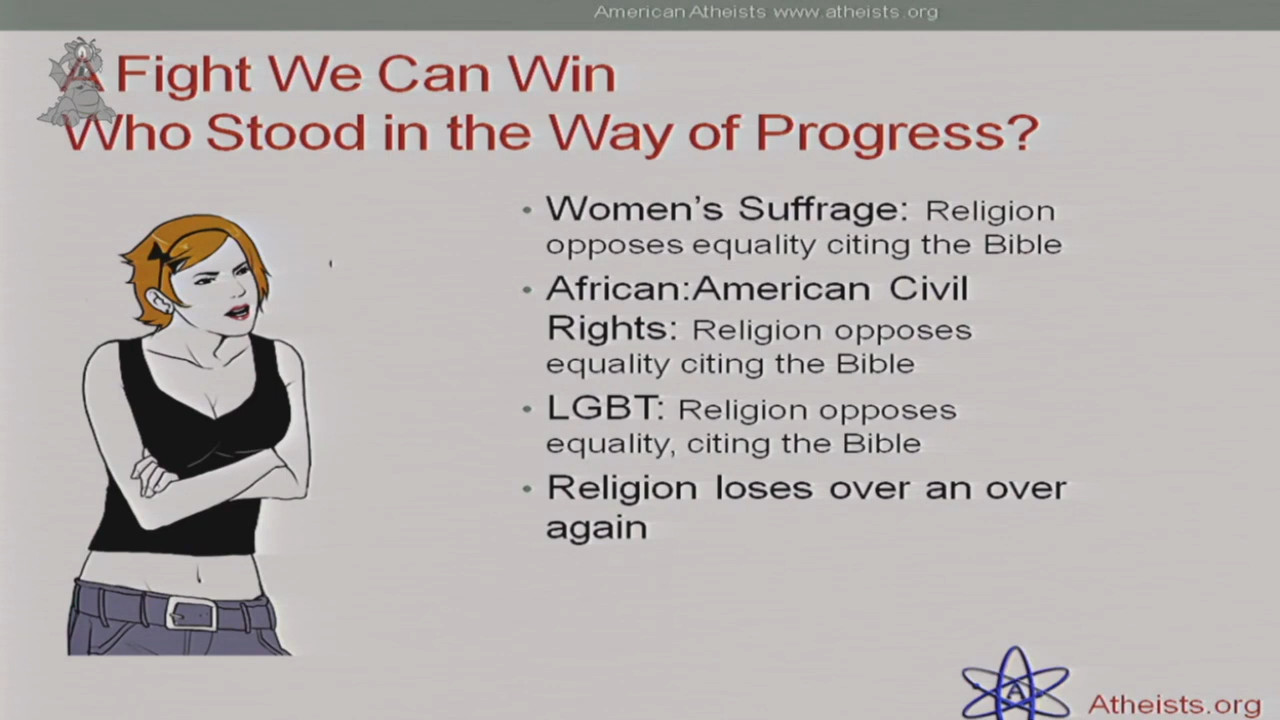 American Atheists www.atheists.org
A Fight We Can Win
Who Stood in the Way of Progress?
• Women's Suffrage: Religion
opposes equality citing the Bible
• African:American Civil
Rights: Religion opposes
equality citing the Bible
• LGBT: Religion opposes
equality, citing the Bible
• Religion loses over an over
again
A
Atheists.org